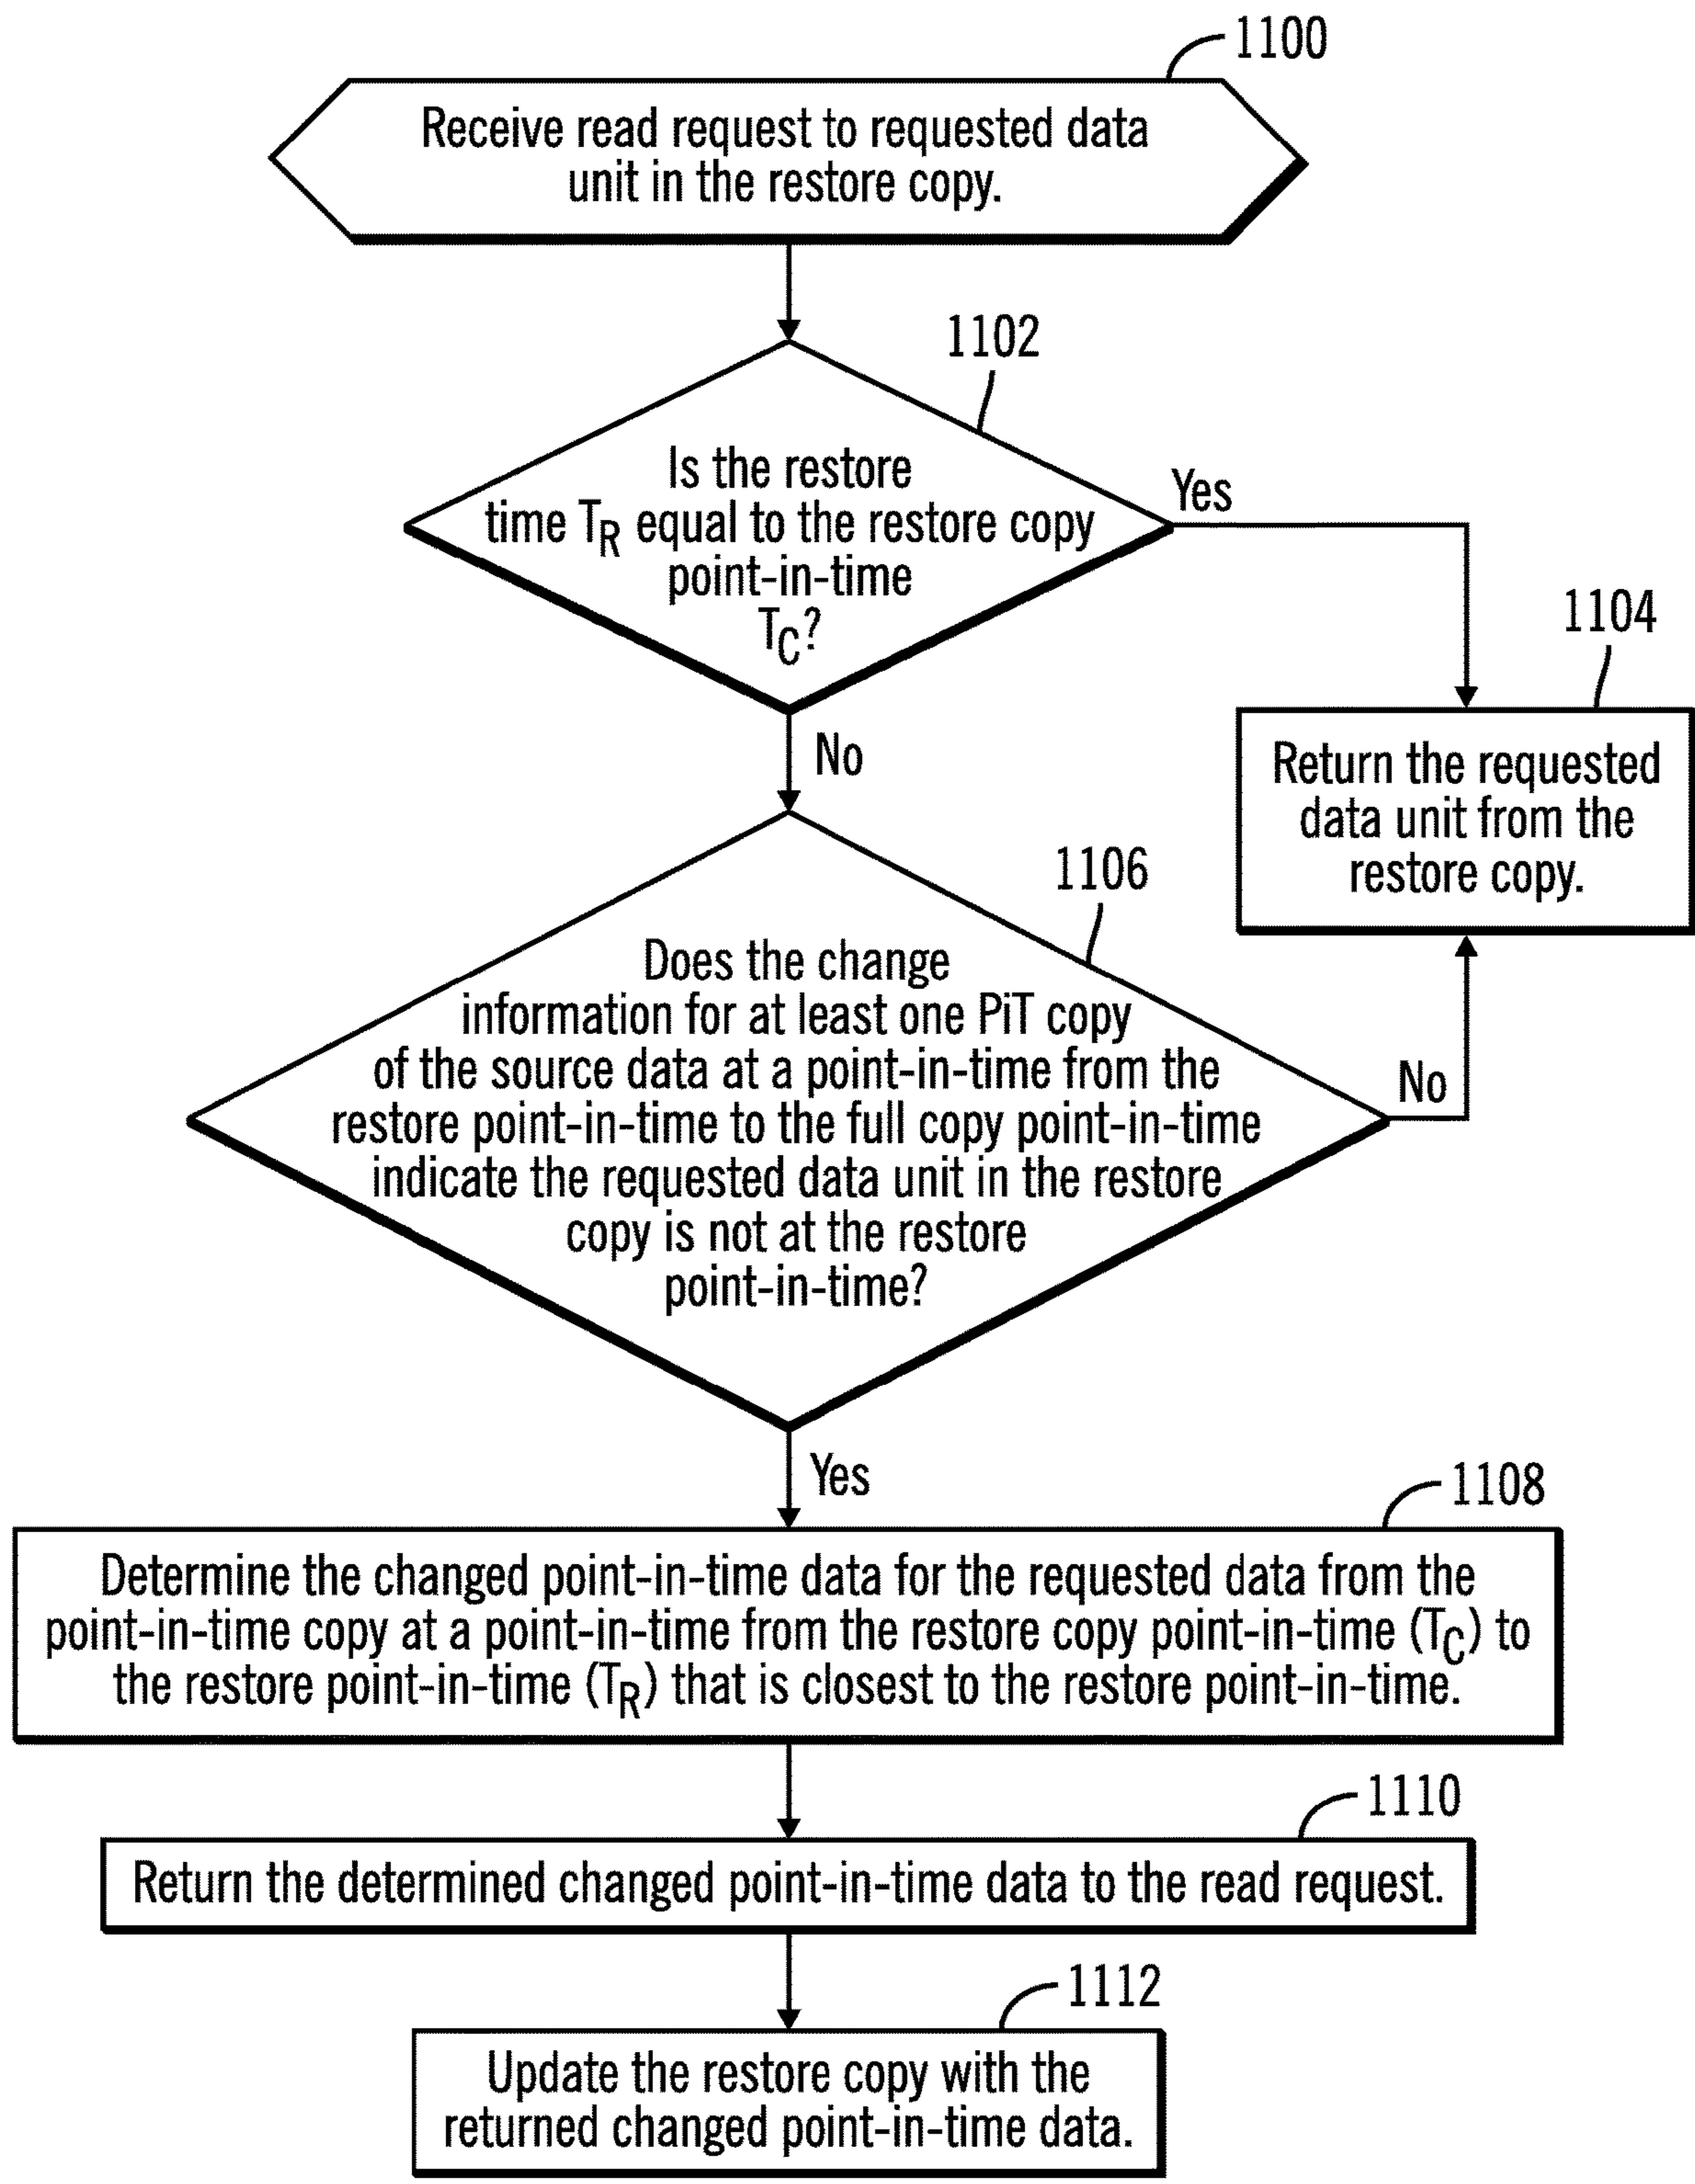 1100
Receive read request to requested data
unit in the restore copy.
1102
Is the restore
time TR equal to the restore copy
point-in-time
TC?
Yes
No
1104
Return the requested
data unit from the
restore copy.
1106
Does the change
information for at least one PiT copy
of the source data at a point-in-time from the
restore point-in-time to the full copy point-in-time
indicate the requested data unit in the restore
copy is not at the restore
point-in-time?
No
Yes
1108
Determine the changed point-in-time data for the requested data from the
point-in-time copy at a point-in-time from the restore copy point-in-time (TC) to
the restore point-in-time (TR) that is closest to the restore point-in-time.
1110
Return the determined changed point-in-time data to the read request.
1112
Update the restore copy with the
returned changed point-in-time data.